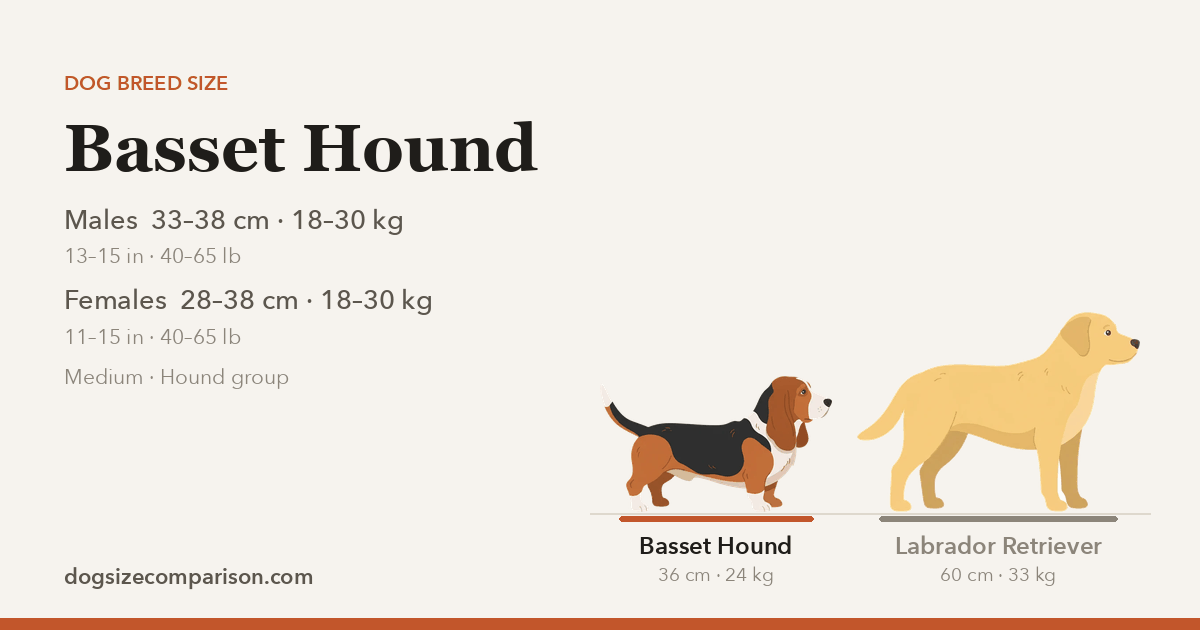 DOG BREED SIZE
Basset Hound
Males 33–38 cm · 18–30 kg
13–15 in · 40–65 lb
Females 28–38 cm · 18–30 kg
11–15 in · 40–65 lb
Medium · Hound group
Basset Hound
36 cm · 24 kg
Labrador Retriever
60 cm · 33 kg
dogsizecomparison.com